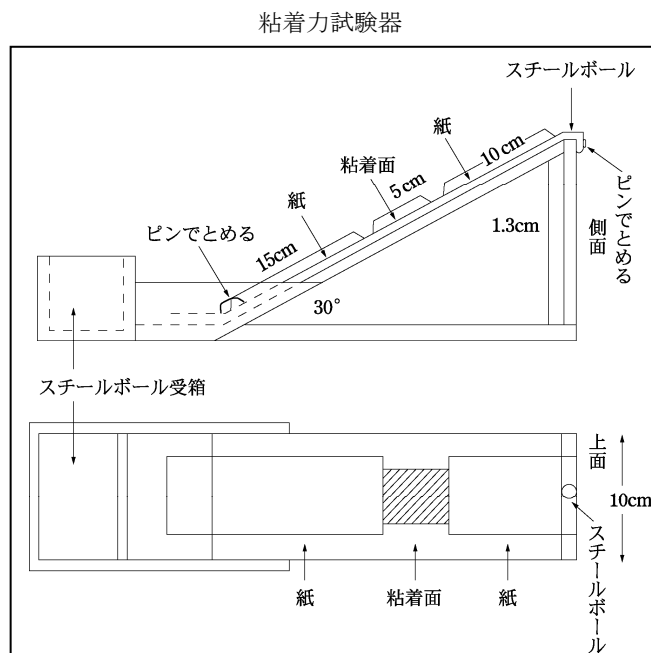 粘着力試験器
スチールボール
紙
10cm
粘着面
5cm
紙
15cm
ピンでとめる
1.3cm
側面
ピンでとめる
30°
スチールボール受箱
上面
10cm
スチールボール
紙
粘着面
紙